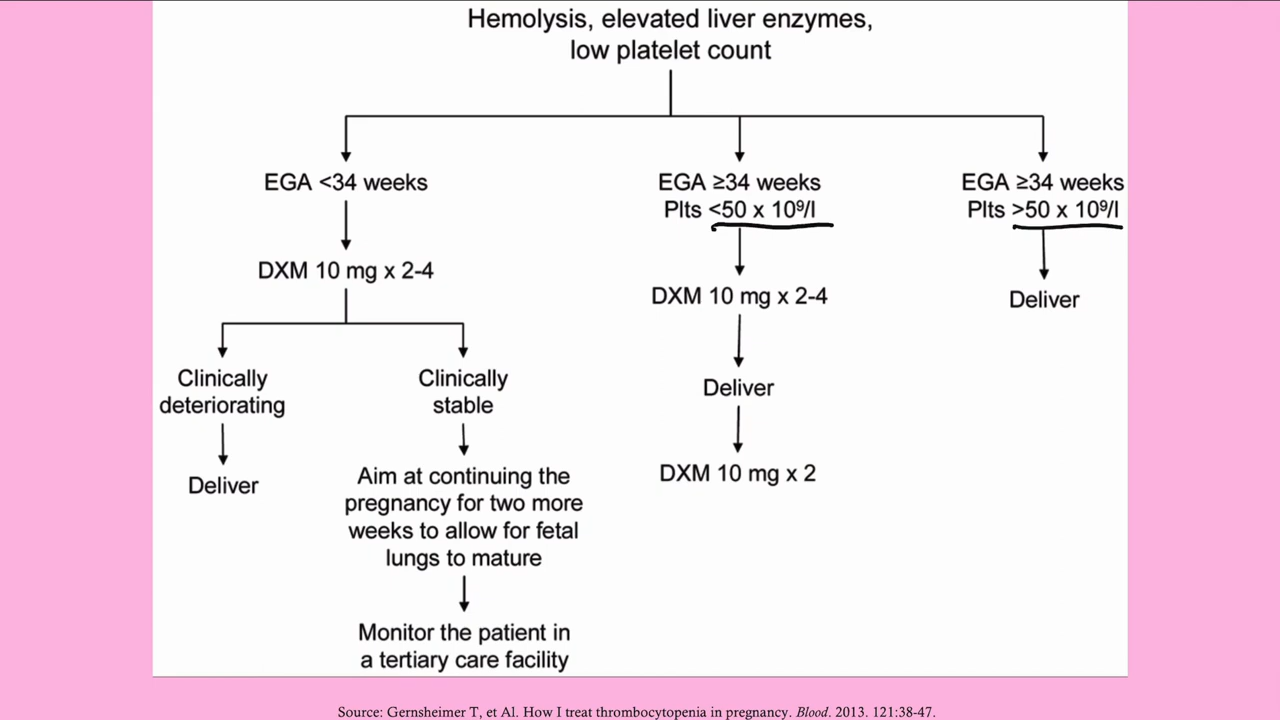 Hemolysis, elevated liver enzymes,
low platelet count
EGA <34 weeks
DXM 10 mg x 2-4
Clinically
deteriorating
Deliver
Clinically
stable
Aim at continuing the
pregnancy for two more
weeks to allow for fetal
lungs to mature
Monitor the patient in
a tertiary care facility
EGA ≥34 weeks
Plts <50 x 10⁹/l
DXM 10 mg x 2-4
Deliver
DXM 10 mg x 2
EGA ≥34 weeks
Plts >50 x 10⁹/l
Deliver
Source: Gernsheimer T, et Al. How I treat thrombocytopenia in pregnancy. Blood. 2013. 121:38-47.